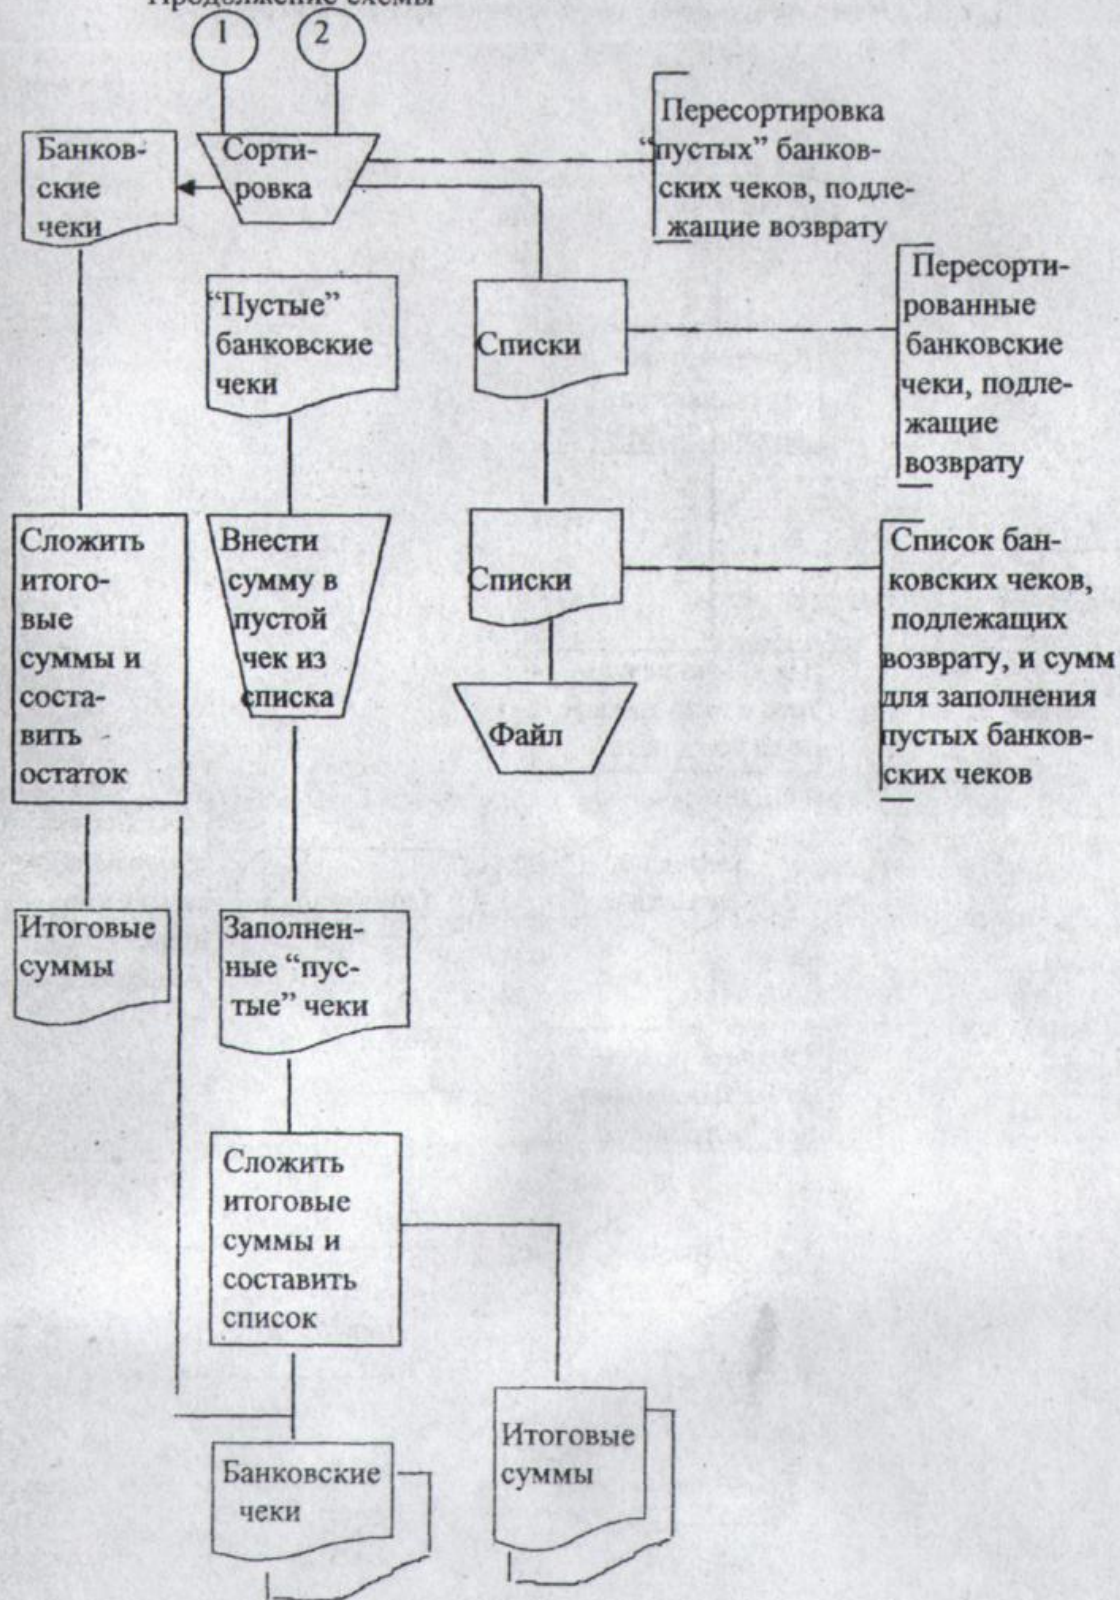 Продолжение схемы
1
2
Банков-
ские
чеки
Сорти-
ровка
Пересортировка
“пустых” банков-
ских чеков, подле-
жащие возврату
“Пустые”
банковские
чеки
Списки
Пересорти-
рованные
банковские
чеки, подле-
жащие
возврату
Сложить
итого-
вые
суммы и
соста-
вить
остаток
Внести
сумму в
пустой
чек из
списка
Списки
Файл
Список бан-
ковских чеков,
подлежащих
возврату, и сумм
для заполнения
пустых банков-
ских чеков
Итоговые
суммы
Заполнен-
ные “пус-
тые” чеки
Сложить
итоговые
суммы и
составить
список
Банковские
чеки
Итоговые
суммы